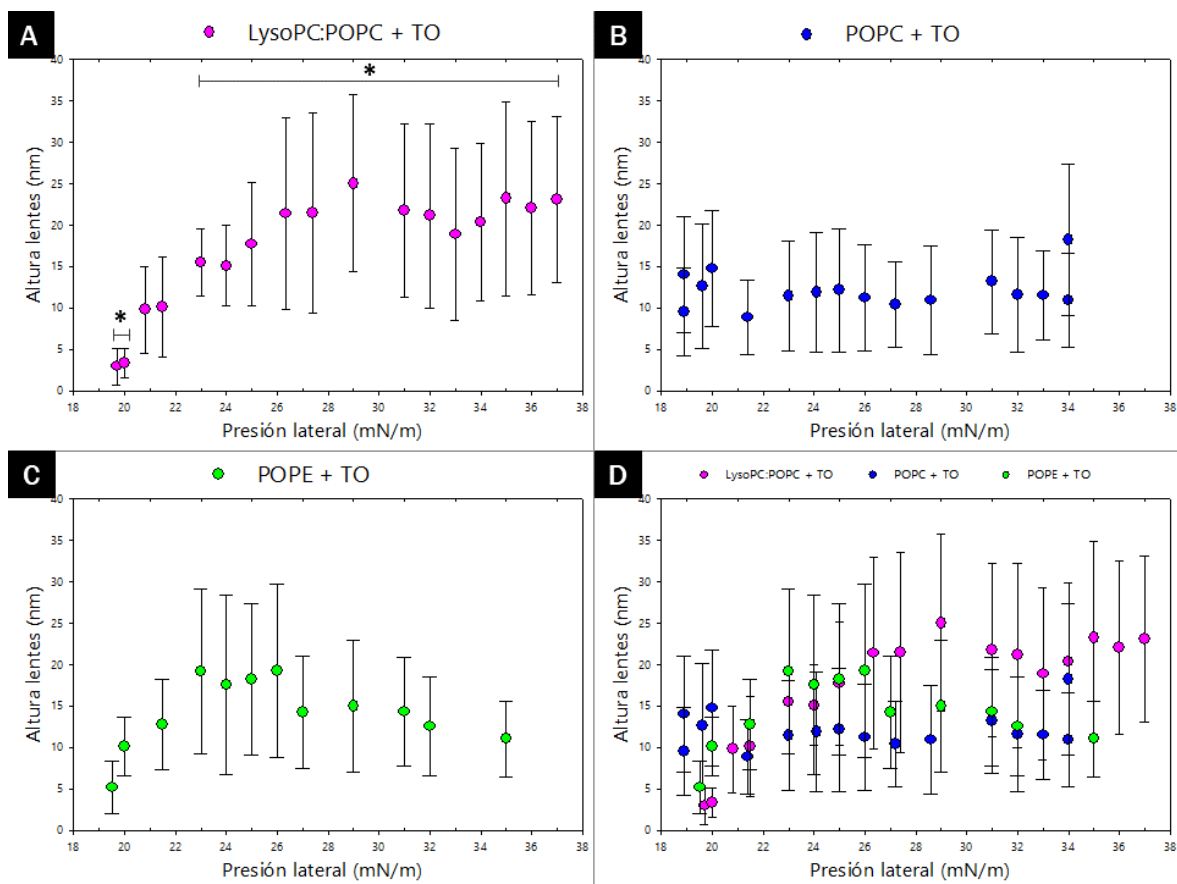 A
LysoPC:POPC + TO
40
35
30
25
20
15
10
5
0
Altura lentes (nm)
*
*
18 20 22 24 26 28 30 32 34 36 38
Presión lateral (mN/m)
B
POPC + TO
40
35
30
25
20
15
10
5
0
Altura lentes (nm)
18 20 22 24 26 28 30 32 34 36 38
Presión lateral (mN/m)
C
POPE + TO
40
35
30
25
20
15
10
5
0
Altura lentes (nm)
18 20 22 24 26 28 30 32 34 36 38
Presión lateral (mN/m)
D
LysoPC:POPC + TO POPC + TO POPE + TO
40
35
30
25
20
15
10
5
0
Altura lentes (nm)
18 20 22 24 26 28 30 32 34 36 38
Presión lateral (mN/m)